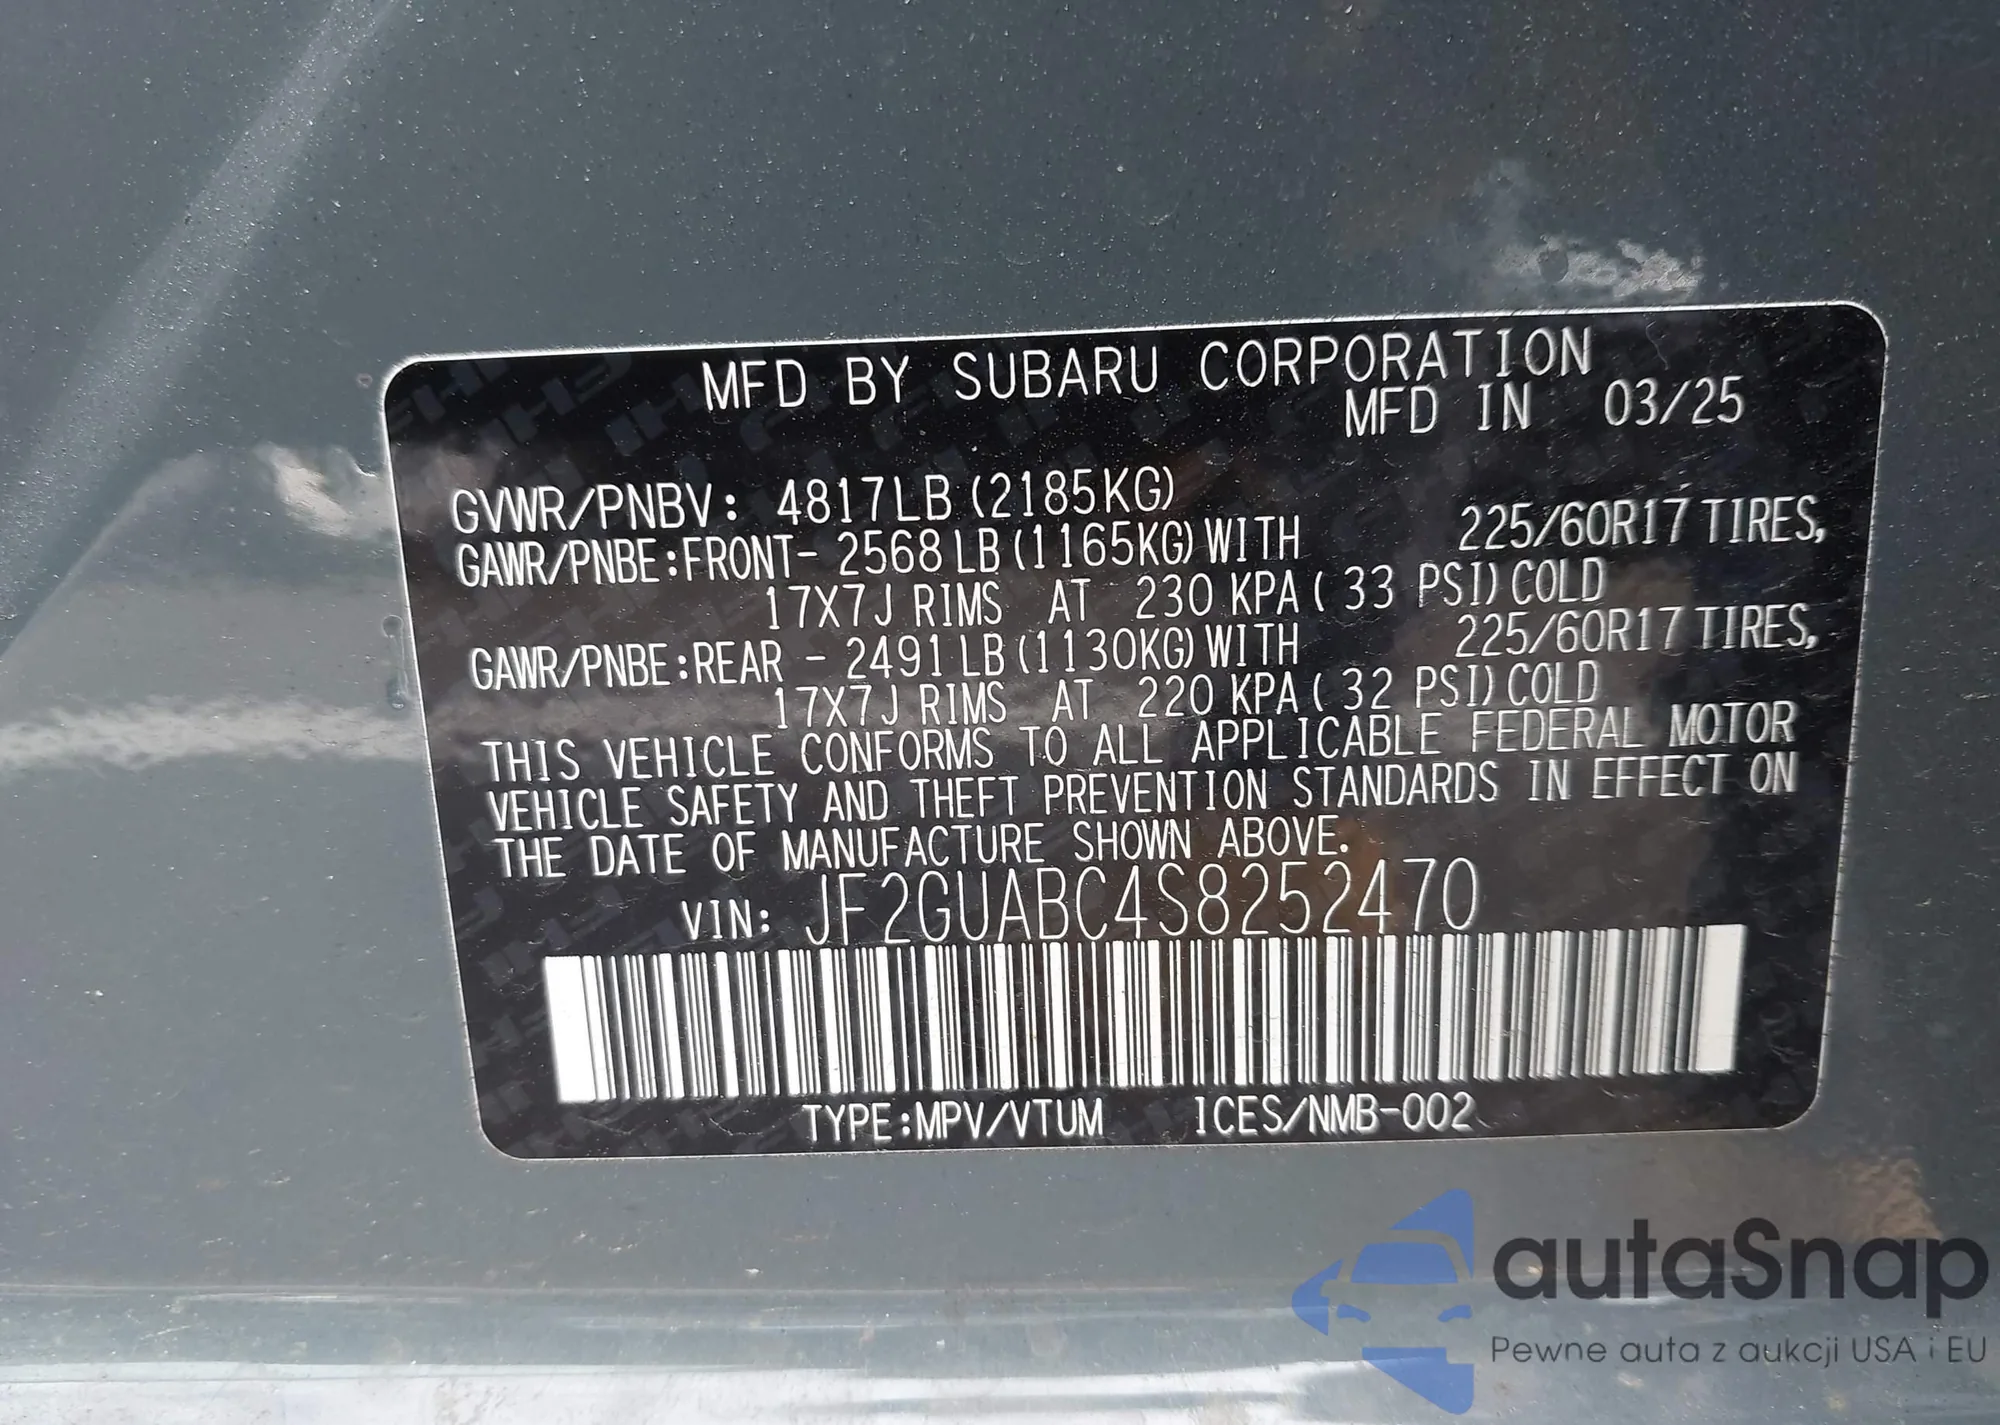 MFD BY SUBARU CORPORATION
MFD IN 03/25
GVWR/PNBV: 4817LB (2185KG)
GAWR/PNBE:FRONT- 2568 LB (1165KG) WITH 225/60R17 TIRES,
17X7J RIMS AT 230 KPA ( 33 PSI) COLD
GAWR/PNBE:REAR - 2491 LB (1130KG) WITH 225/60R17 TIRES,
17X7J RIMS AT 220 KPA ( 32 PSI) COLD
THIS VEHICLE CONFORMS TO ALL APPLICABLE FEDERAL MOTOR
VEHICLE SAFETY AND THEFT PREVENTION STANDARDS IN EFFECT ON
THE DATE OF MANUFACTURE SHOWN ABOVE.
VIN: JF2GUABC4S8252470
TYPE:MPV/VTUM ICES/NMB-002
autaSnap
Pewne auta z aukcji USA i EU